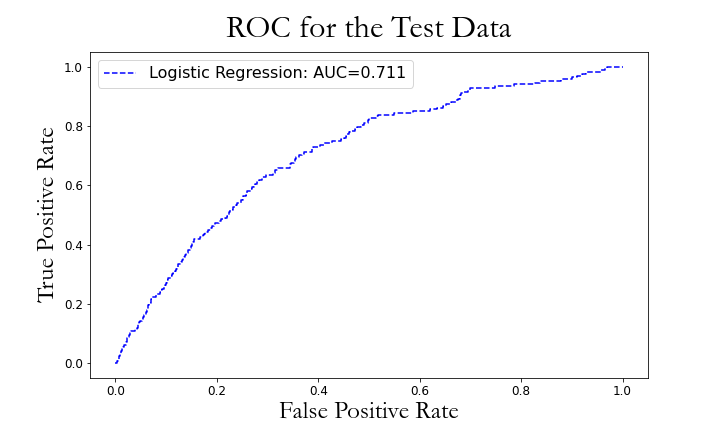 ROC for the Test Data
Logistic Regression: AUC=0.711
True Positive Rate
1.0
0.8
0.6
0.4
0.2
0.0
0.0 0.2 0.4 0.6 0.8 1.0
False Positive Rate